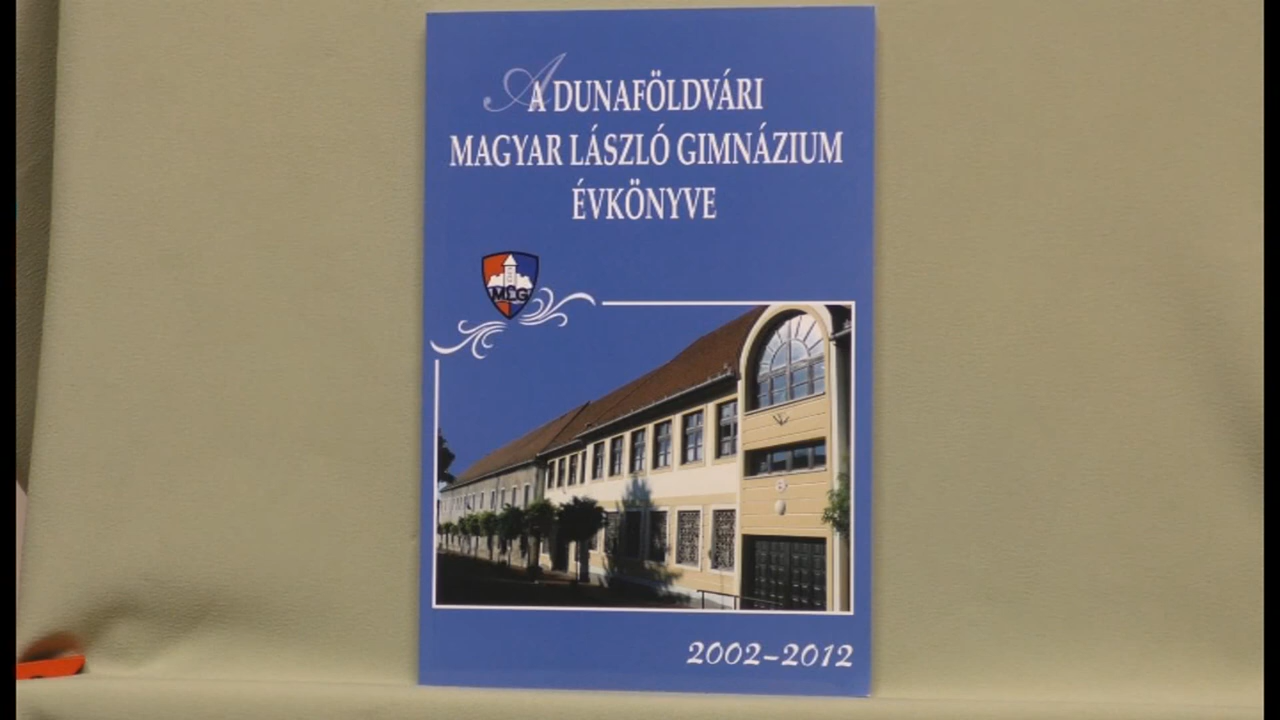 A DUNAFÖLDVÁRI
MAGYAR LÁSZLÓ GIMNÁZIUM
ÉVKÖNYVE
MLG
2002–2012